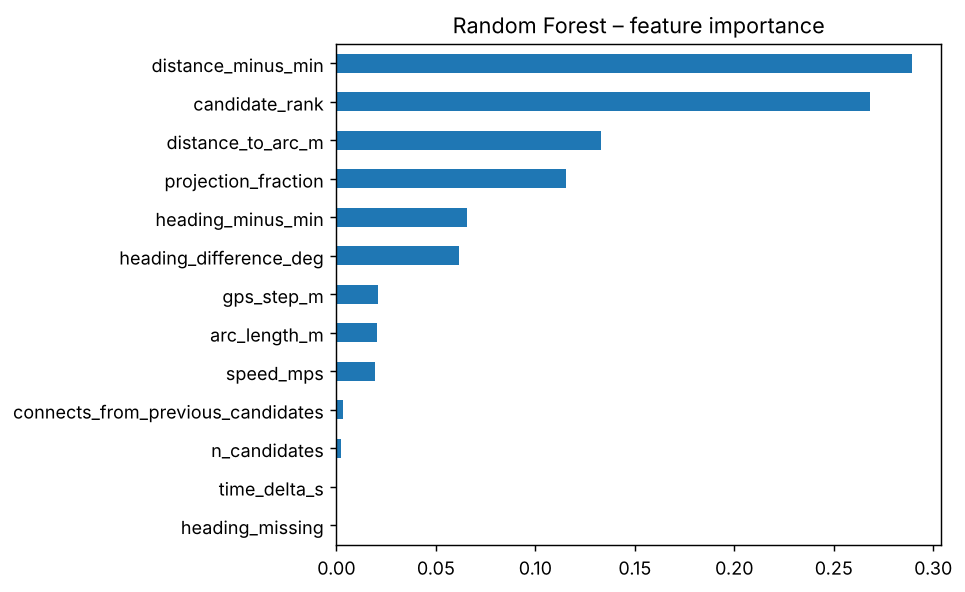 Random Forest – feature importance
distance_minus_min
candidate_rank
distance_to_arc_m
projection_fraction
heading_minus_min
heading_difference_deg
gps_step_m
arc_length_m
speed_mps
connects_from_previous_candidates
n_candidates
time_delta_s
heading_missing
0.00 0.05 0.10 0.15 0.20 0.25 0.30